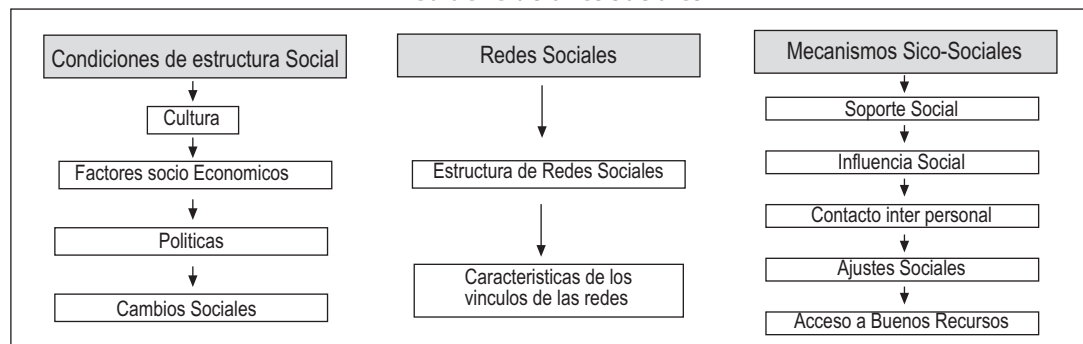 Condiciones de estructura Social
Cultura
Factores socio Economicos
Politicas
Cambios Sociales
Redes Sociales
Estructura de Redes Sociales
Caracteristicas de los
vinculos de las redes
Mecanismos Sico-Sociales
Soporte Social
Influencia Social
Contacto inter personal
Ajustes Sociales
Acceso a Buenos Recursos